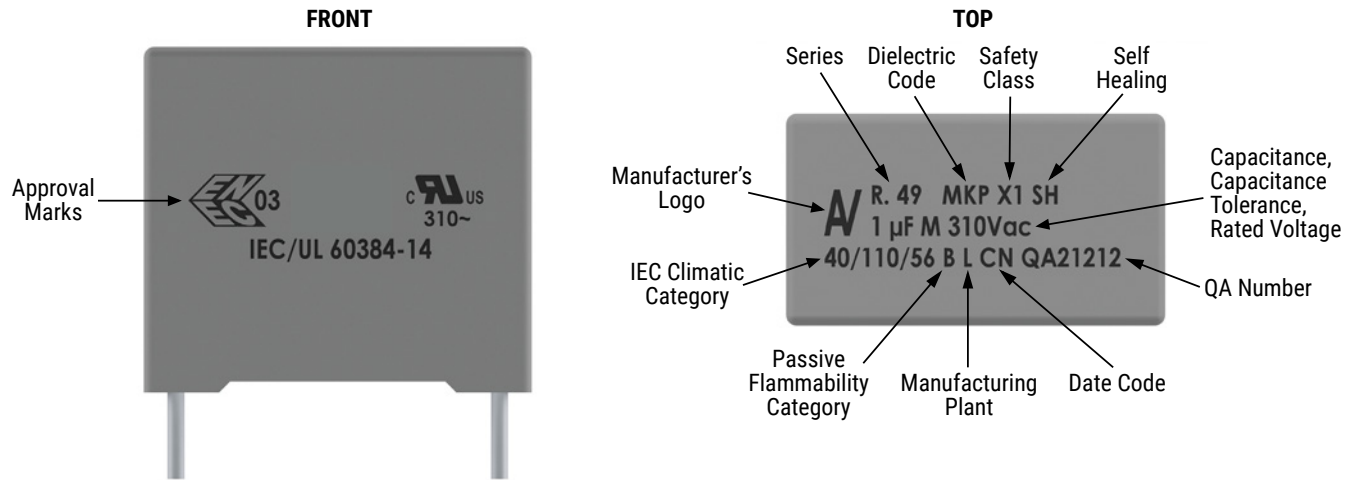 FRONT
Approval
Marks
ENEC 03
C RU US
310~
IEC/UL 60384-14
TOP
Series
Dielectric
Code
Safety
Class
Self
Healing
Manufacturer's
Logo
R. 49 MKP X1 SH
1 µF M 310Vac
40/110/56 B L CN QA21212
Capacitance,
Capacitance
Tolerance,
Rated Voltage
IEC Climatic
Category
QA Number
Passive
Flammability
Category
Manufacturing
Plant
Date Code